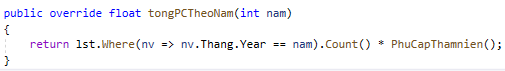 public override float tongPCTheoNam(int nam)
{
return lst.Where(nv => nv.Thang.Year == nam).Count() * PhuCapThamnien();
}